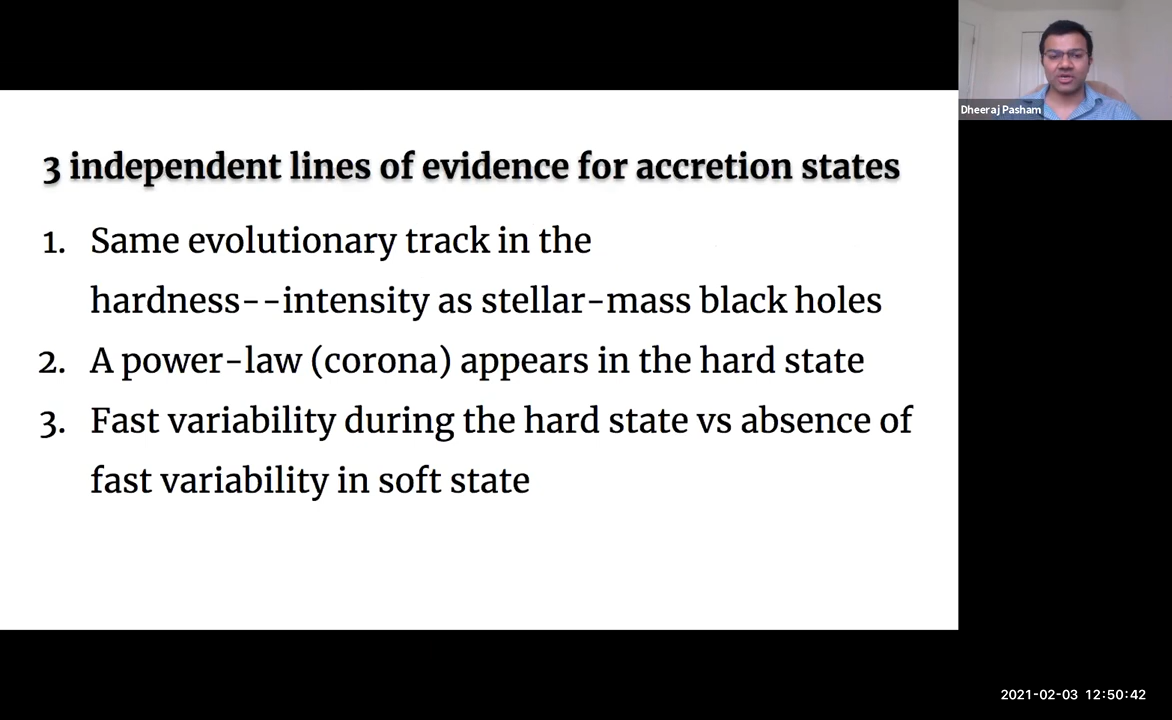 Dheeraj Pasham
3 independent lines of evidence for accretion states
1. Same evolutionary track in the
hardness--intensity as stellar-mass black holes
2. A power-law (corona) appears in the hard state
3. Fast variability during the hard state vs absence of
fast variability in soft state
2021-02-03 12:50:42